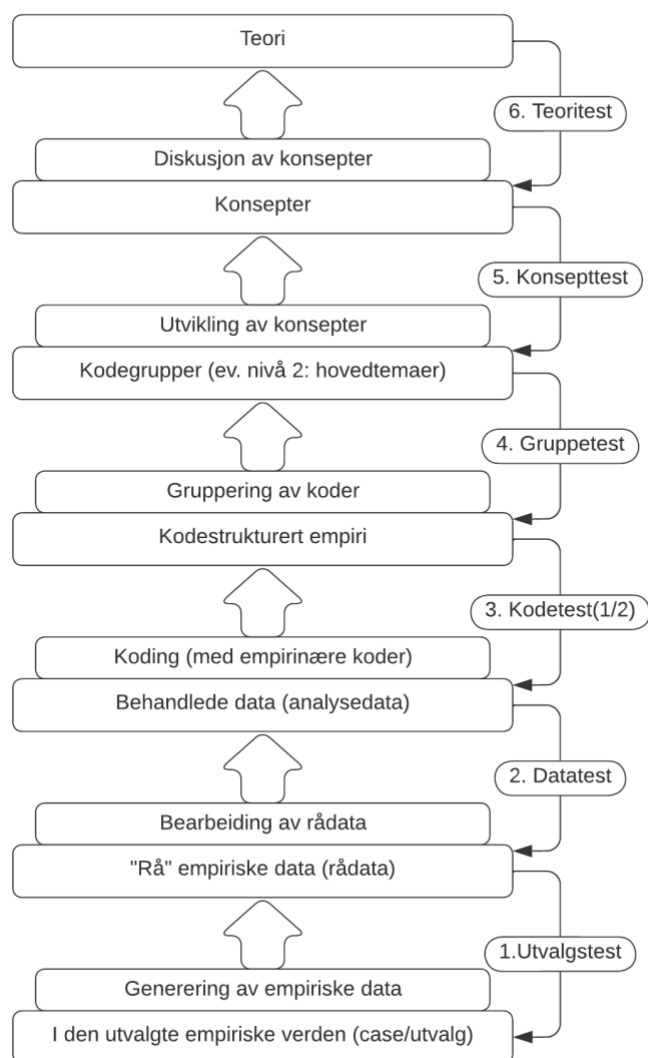 Teori
6. Teoritest
Diskusjon av konsepter
Konsepter
5. Konsepttest
Utvikling av konsepter
Kodegrupper (ev. nivå 2: hovedtemaer)
4. Gruppetest
Gruppering av koder
Kodestrukturert empiri
3. Kodetest(1/2)
Koding (med empirinære koder)
Behandlede data (analysedata)
2. Datatest
Bearbeiding av rådata
"Rå" empiriske data (rådata)
1.Utvalgstest
Generering av empiriske data
I den utvalgte empiriske verden (case/utvalg)